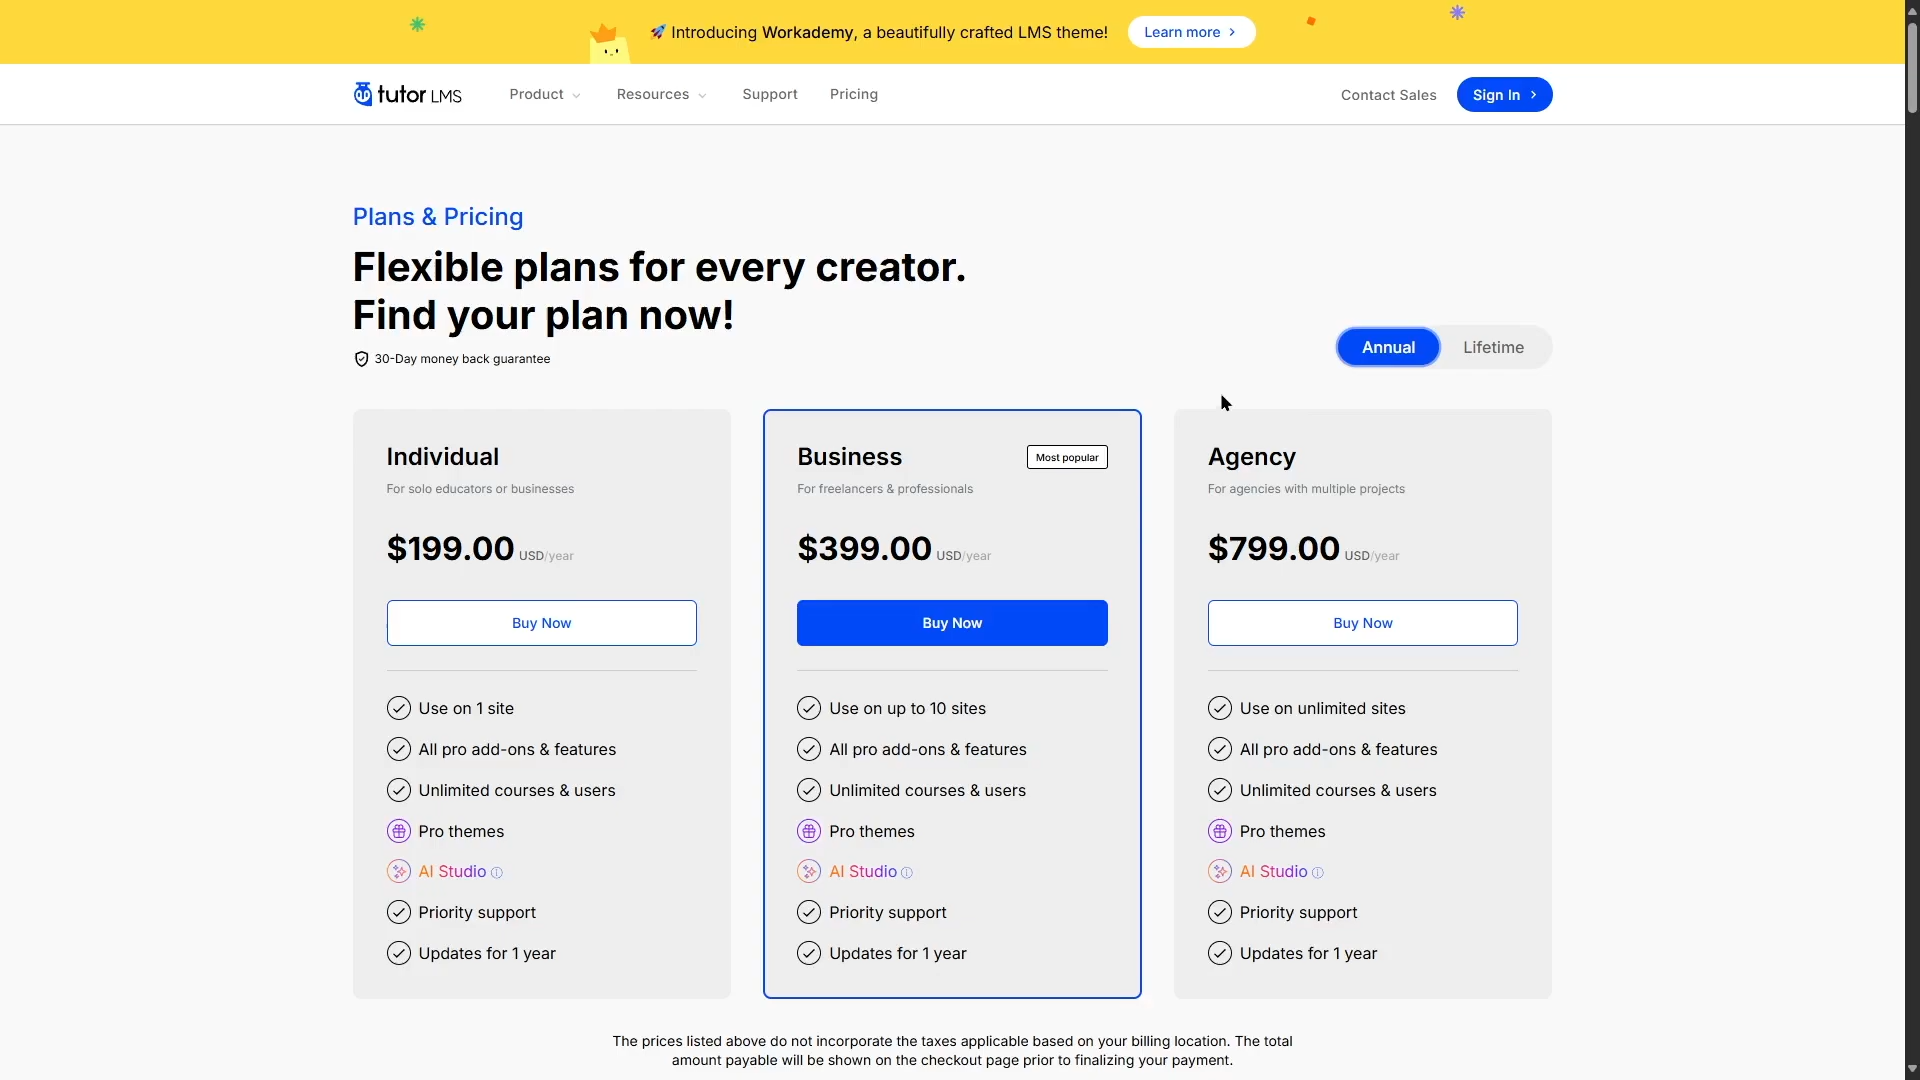 🚀 Introducing Workademy, a beautifully crafted LMS theme!
Learn more
tutor LMS
Product
Resources
Support
Pricing
Contact Sales
Sign In
Plans & Pricing
Flexible plans for every creator.
Find your plan now!
30-Day money back guarantee
Annual
Lifetime
Individual
For solo educators or businesses
$199.00 USD/year
Buy Now
Use on 1 site
All pro add-ons & features
Unlimited courses & users
Pro themes
AI Studio
Priority support
Updates for 1 year
Business
Most popular
For freelancers & professionals
$399.00 USD/year
Buy Now
Use on up to 10 sites
All pro add-ons & features
Unlimited courses & users
Pro themes
AI Studio
Priority support
Updates for 1 year
Agency
For agencies with multiple projects
$799.00 USD/year
Buy Now
Use on unlimited sites
All pro add-ons & features
Unlimited courses & users
Pro themes
AI Studio
Priority support
Updates for 1 year
The prices listed above do not incorporate the taxes applicable based on your billing location. The total
amount payable will be shown on the checkout page prior to finalizing your payment.